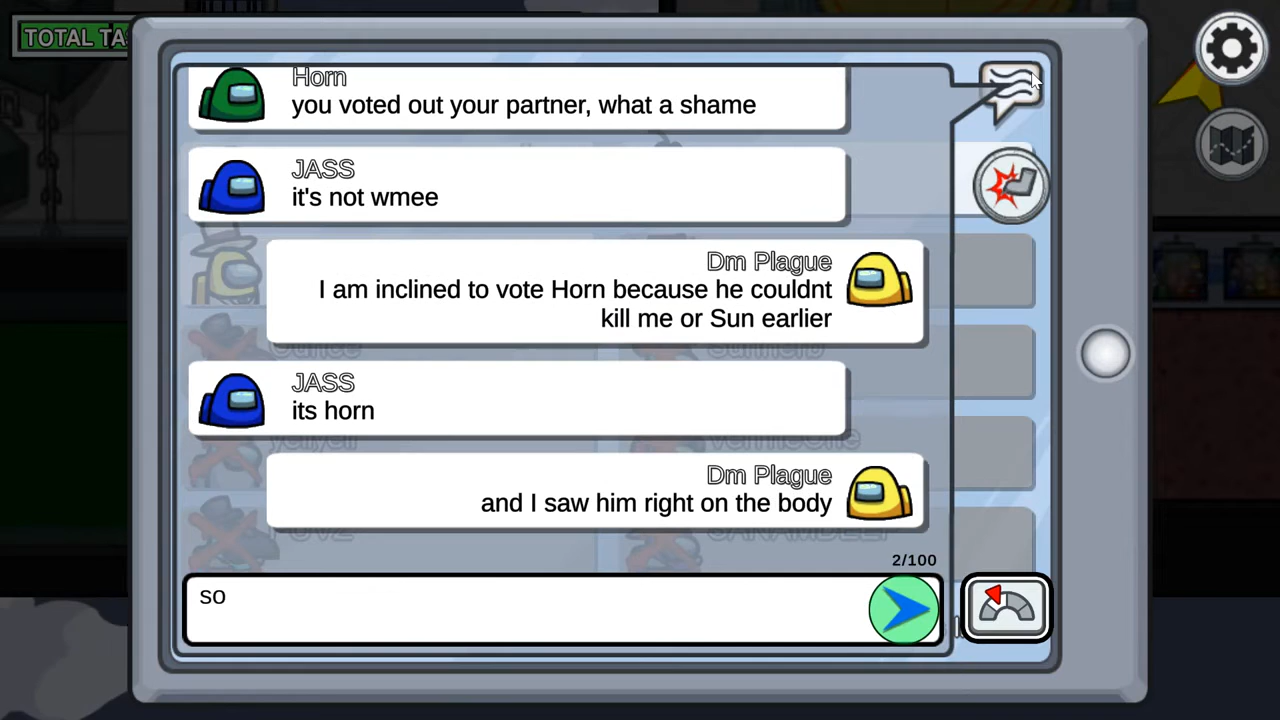 TOTAL TA
Horn
you voted out your partner, what a shame
JASS
it's not wmee
Dm Plague
I am inclined to vote Horn because he couldnt
kill me or Sun earlier
Ounce
JASS
its horn
yellyell
Dm Plague
and I saw him right on the body
2/100
so